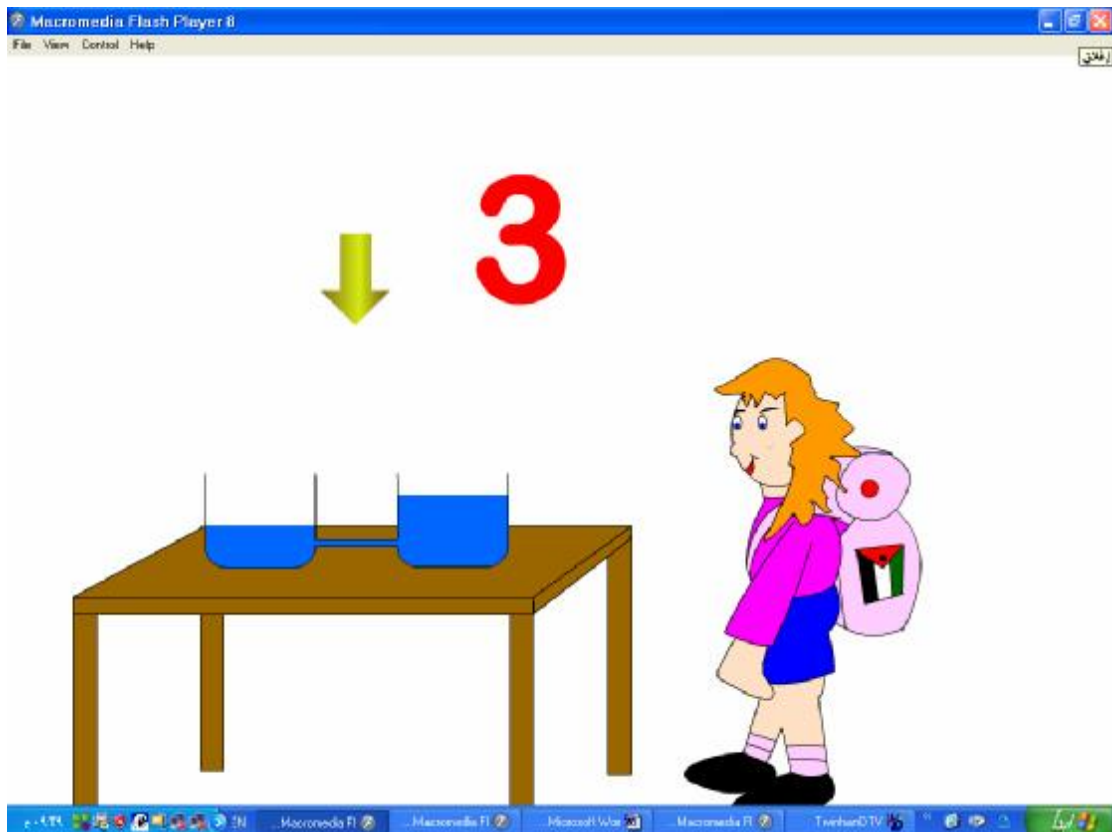 Macromedia Flash Player 8
File View Control Help
إغلاق
3
EN
...Macromedia Fl
...Macromedia Fl
...Microsoft Wor
...Macromedia Fl
TwinhanDTV
ابدأ